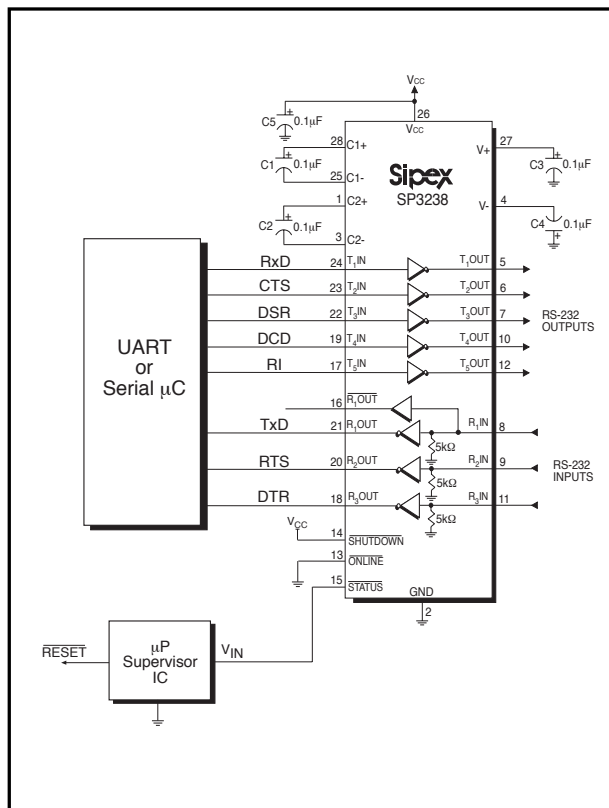 VCC
26
VCC
C5 + 0.1µF
28 C1+
C1 + 0.1µF
25 C1-
1 C2+
C2 + 0.1µF
3 C2-
Sipex
SP3238
V+ 27
C3 + 0.1µF
V- 4
C4 0.1µF +
UART
or
Serial µC
RxD 24 T1IN T1OUT 5
CTS 23 T2IN T2OUT 6
DSR 22 T3IN T3OUT 7
DCD 19 T4IN T4OUT 10
RI 17 T5IN T5OUT 12
RS-232
OUTPUTS
16 R1OUT
TxD 21 R1OUT R1IN 8
5kΩ
RTS 20 R2OUT R2IN 9
5kΩ
DTR 18 R3OUT R3IN 11
5kΩ
RS-232
INPUTS
VCC
14 SHUTDOWN
13 ONLINE
15 STATUS
GND
2
RESET
µP
Supervisor
IC
VIN